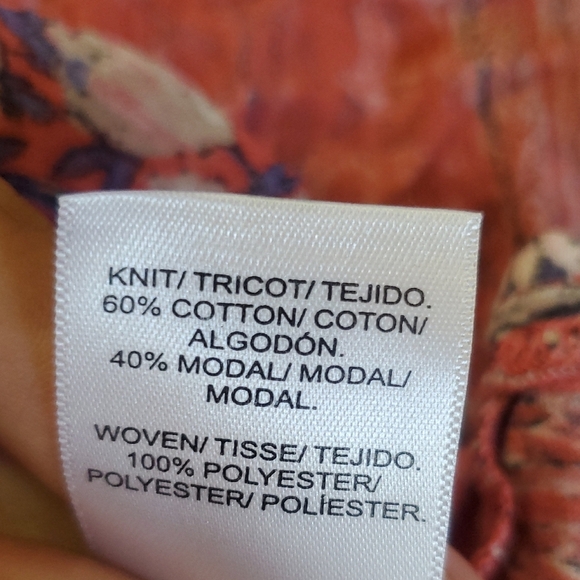 KNIT/ TRICOT/ TEJIDO.
60% COTTON/ COTON/
ALGODÓN.
40% MODAL/ MODAL/
MODAL.
WOVEN/ TISSE/ TEJIDO.
100% POLYESTER/
POLYESTER/ POLÍESTER.